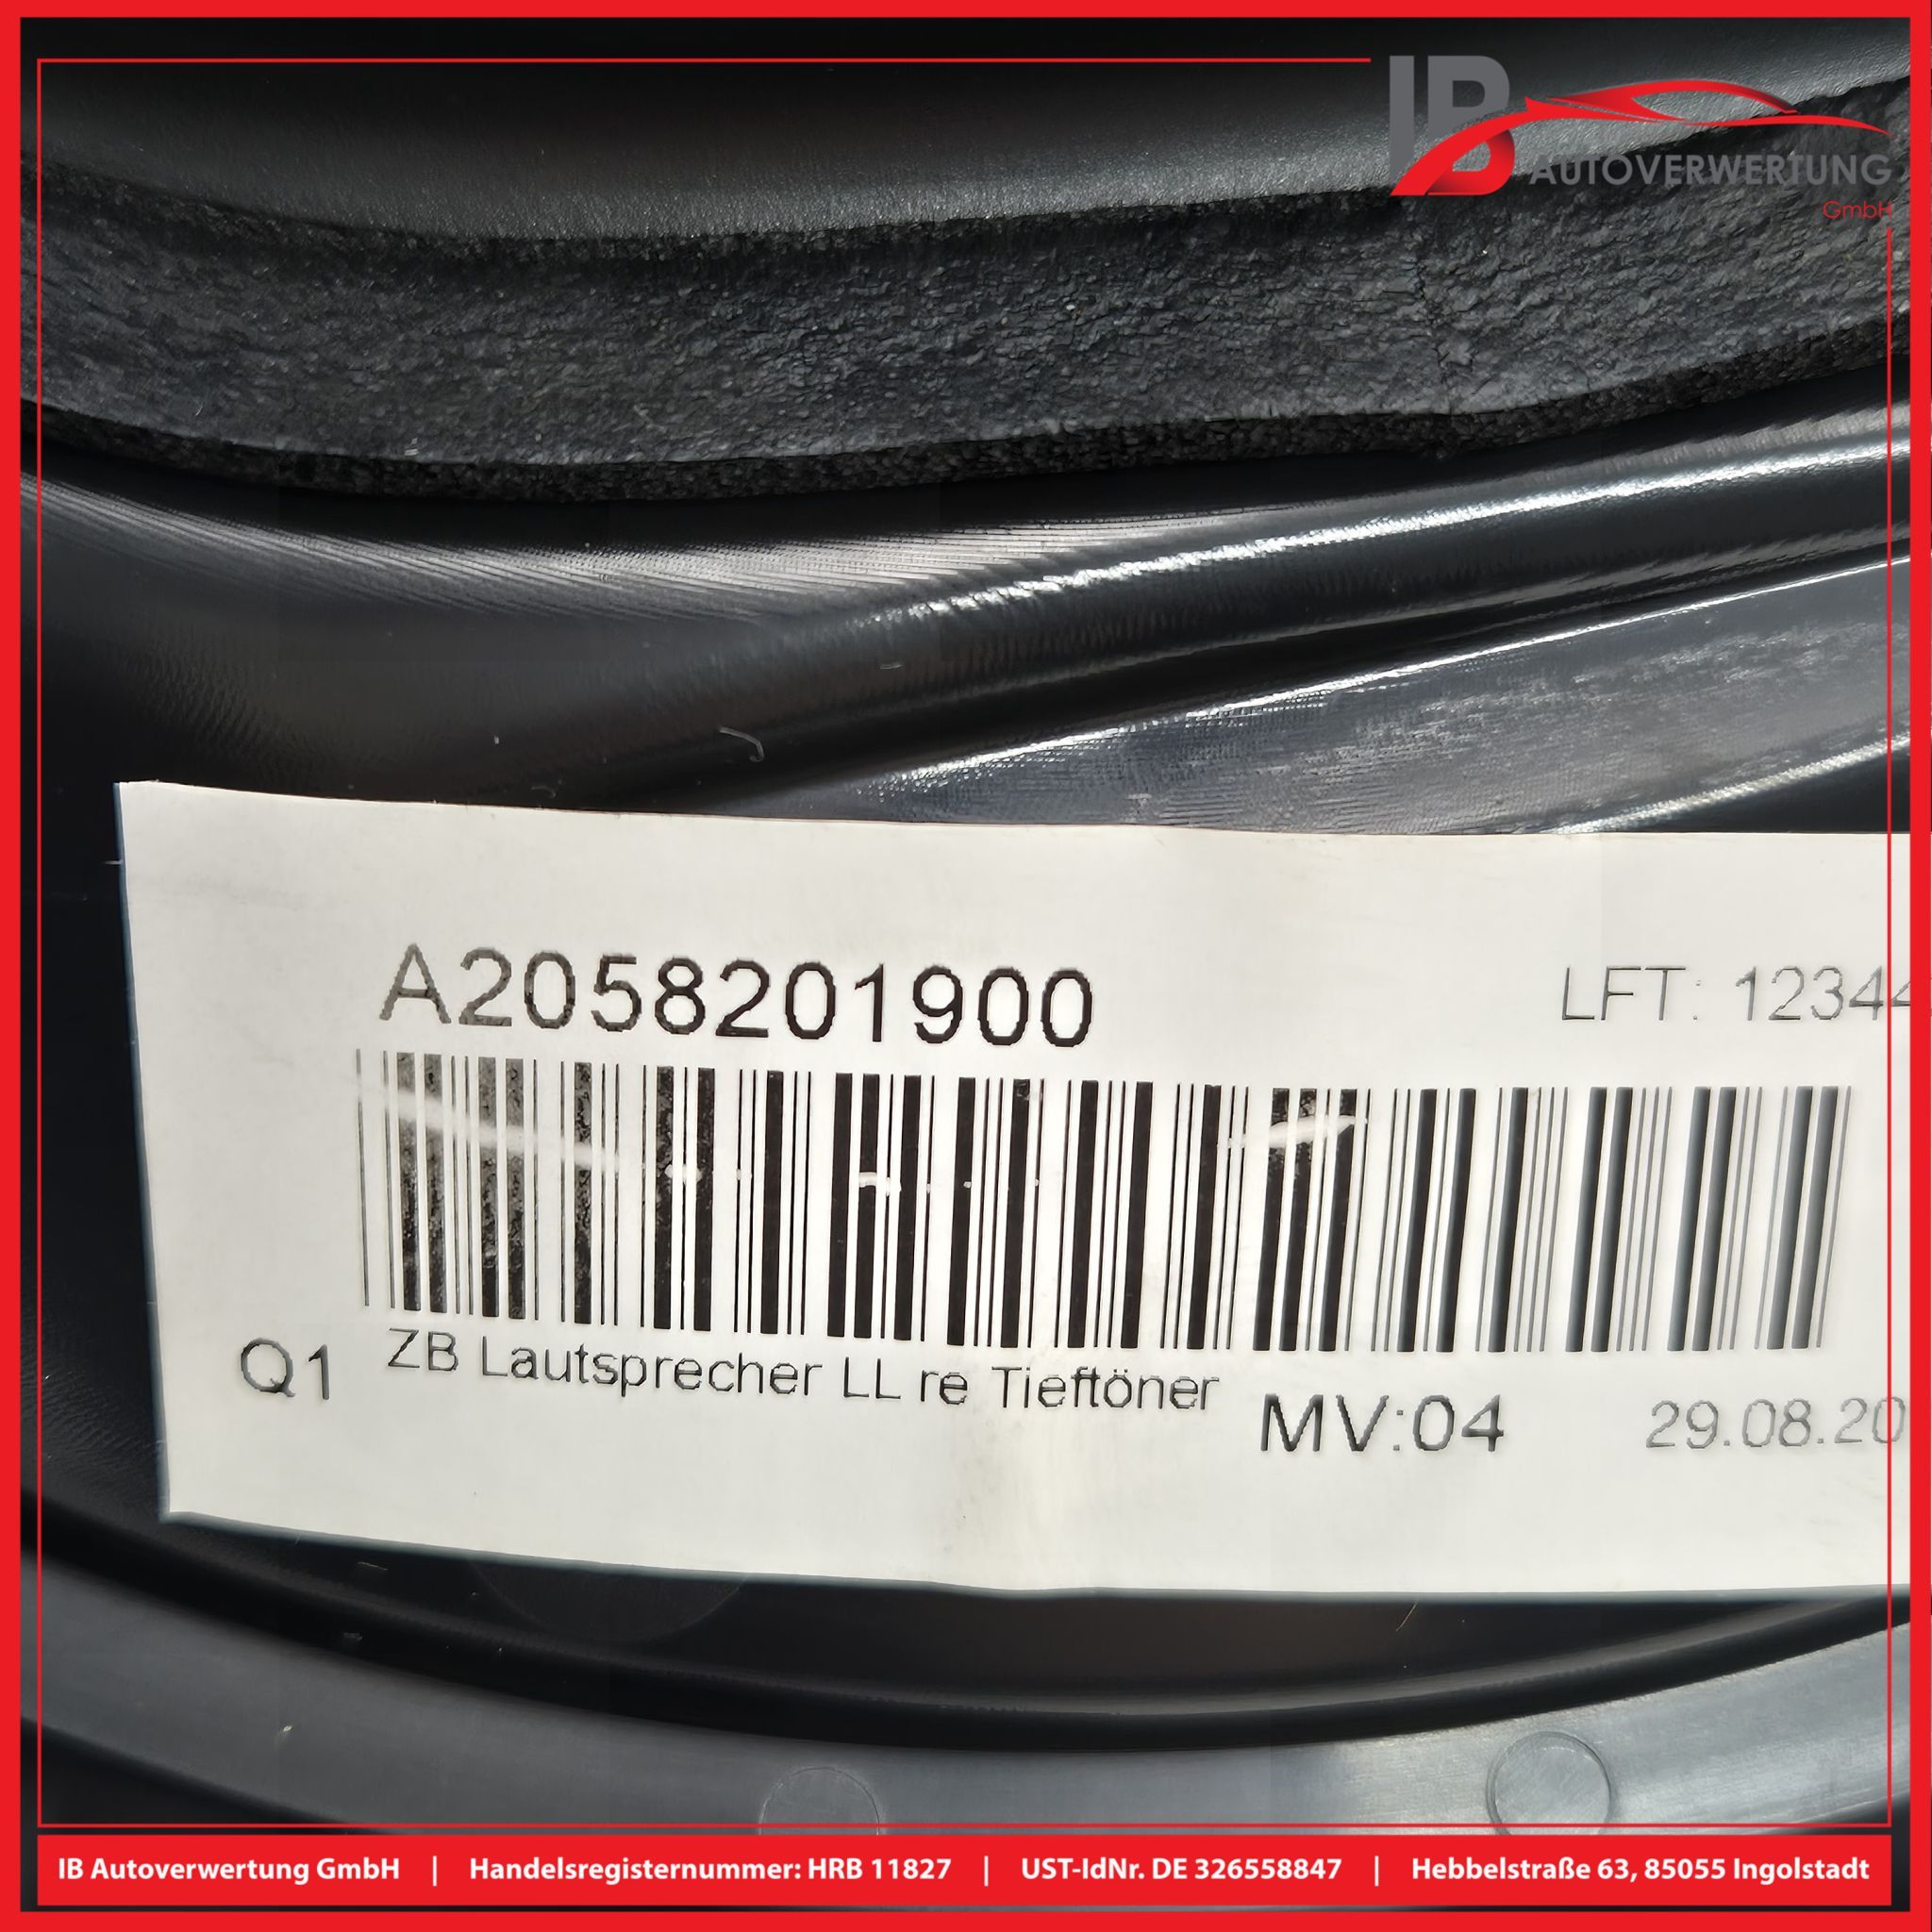 IB
AUTOVERWERTUNG
GmbH
A2058201900
LFT: 12344
Q1
ZB Lautsprecher LL re Tieftöner
MV:04
29.08.20
IB Autoverwertung GmbH | Handelsregisternummer: HRB 11827 | UST-IdNr. DE 326558847 | Hebbelstraße 63, 85055 Ingolstadt